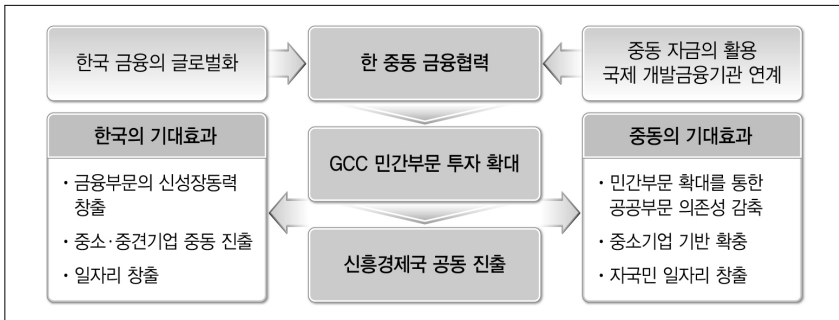 한국 금융의 글로벌화
한 중동 금융협력
중동 자금의 활용
국제 개발금융기관 연계
한국의 기대효과
· 금융부문의 신성장동력
창출
· 중소·중견기업 중동 진출
· 일자리 창출
GCC 민간부문 투자 확대
신흥경제국 공동 진출
중동의 기대효과
· 민간부문 확대를 통한
공공부문 의존성 감축
· 중소기업 기반 확충
· 자국민 일자리 창출